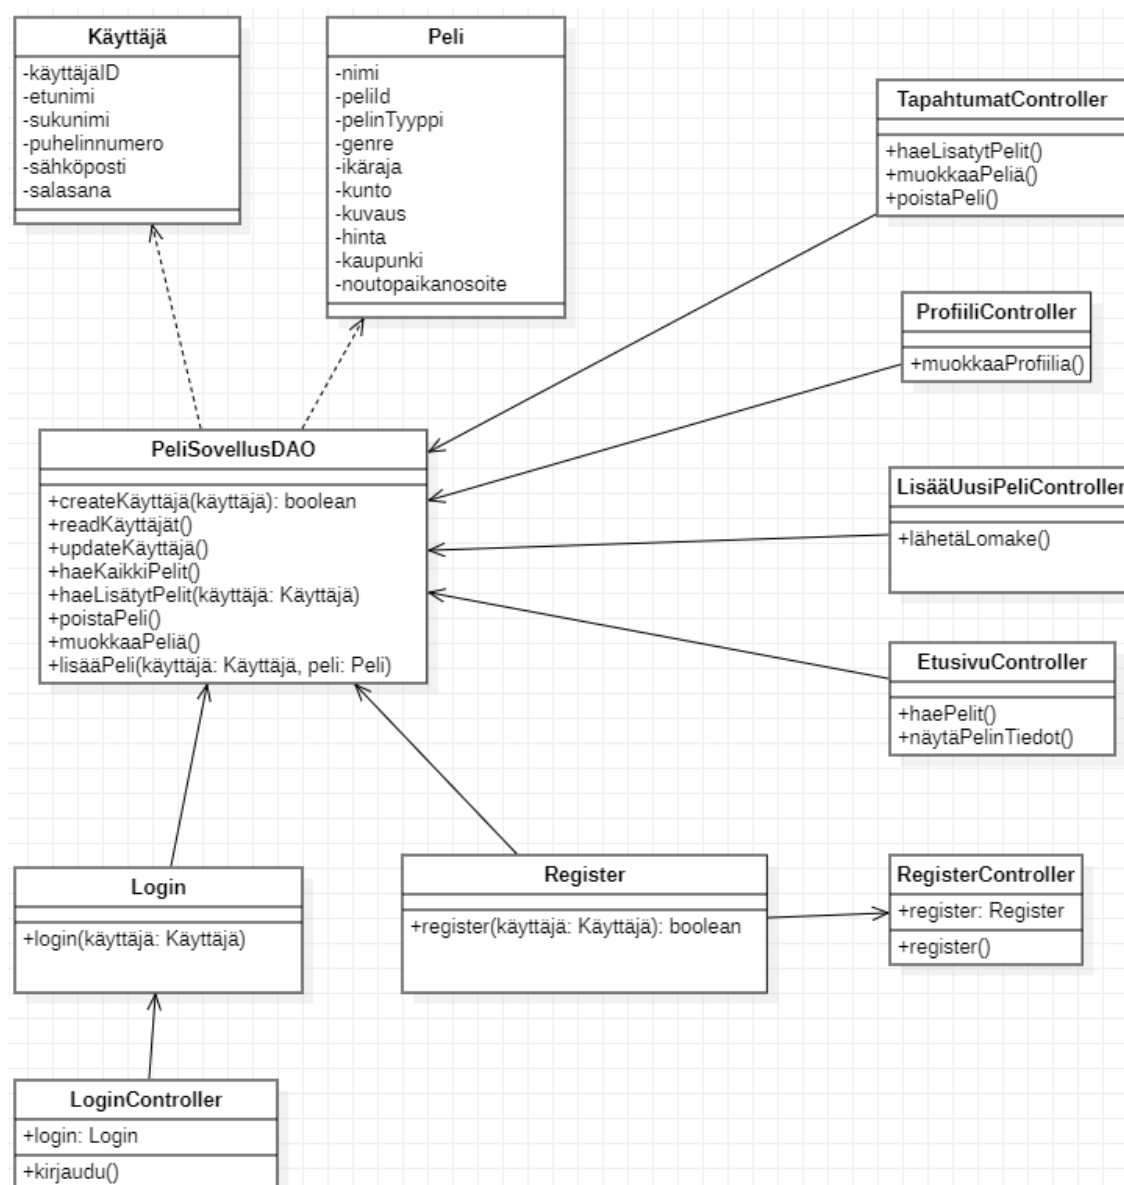 Käyttäjä
-käyttäjäID
-etunimi
-sukunimi
-puhelinnumero
-sähköposti
-salasana
Peli
-nimi
-peliId
-pelinTyyppi
-genre
-ikäraja
-kunto
-kuvaus
-hinta
-kaupunki
-noutopaikanosoite
TapahtumatController
+haeLisatytPelit()
+muokkaaPeliä()
+poistaPeli()
ProfiiliController
+muokkaaProfiilia()
PeliSovellusDAO
+createKäyttäjä(käyttäjä): boolean
+readKäyttäjät()
+updateKäyttäjä()
+haeKaikkiPelit()
+haeLisätytPelit(käyttäjä: Käyttäjä)
+poistaPeli()
+muokkaaPeliä()
+lisääPeli(käyttäjä: Käyttäjä, peli: Peli)
LisääUusiPeliController
+lähetäLomake()
EtusivuController
+haePelit()
+näytäPelinTiedot()
Login
+login(käyttäjä: Käyttäjä)
Register
+register(käyttäjä: Käyttäjä): boolean
RegisterController
+register: Register
+register()
LoginController
+login: Login
+kirjaudu()